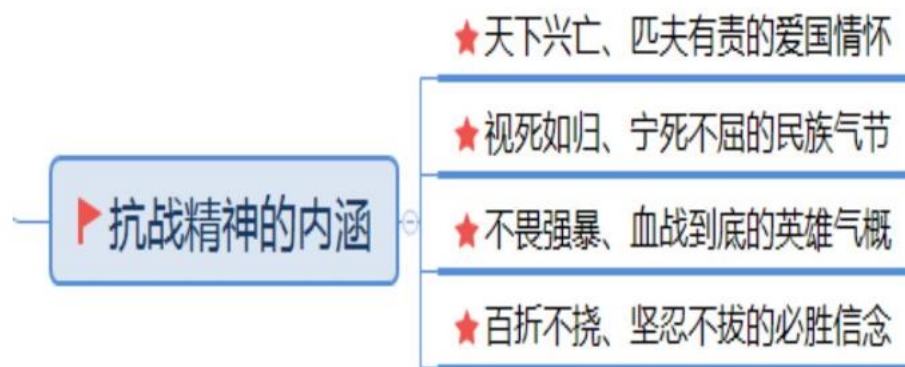 天下兴亡、匹夫有责的爱国情怀
视死如归、宁死不屈的民族气节
抗战精神的内涵
不畏强暴、血战到底的英雄气概
百折不挠、坚忍不拔的必胜信念